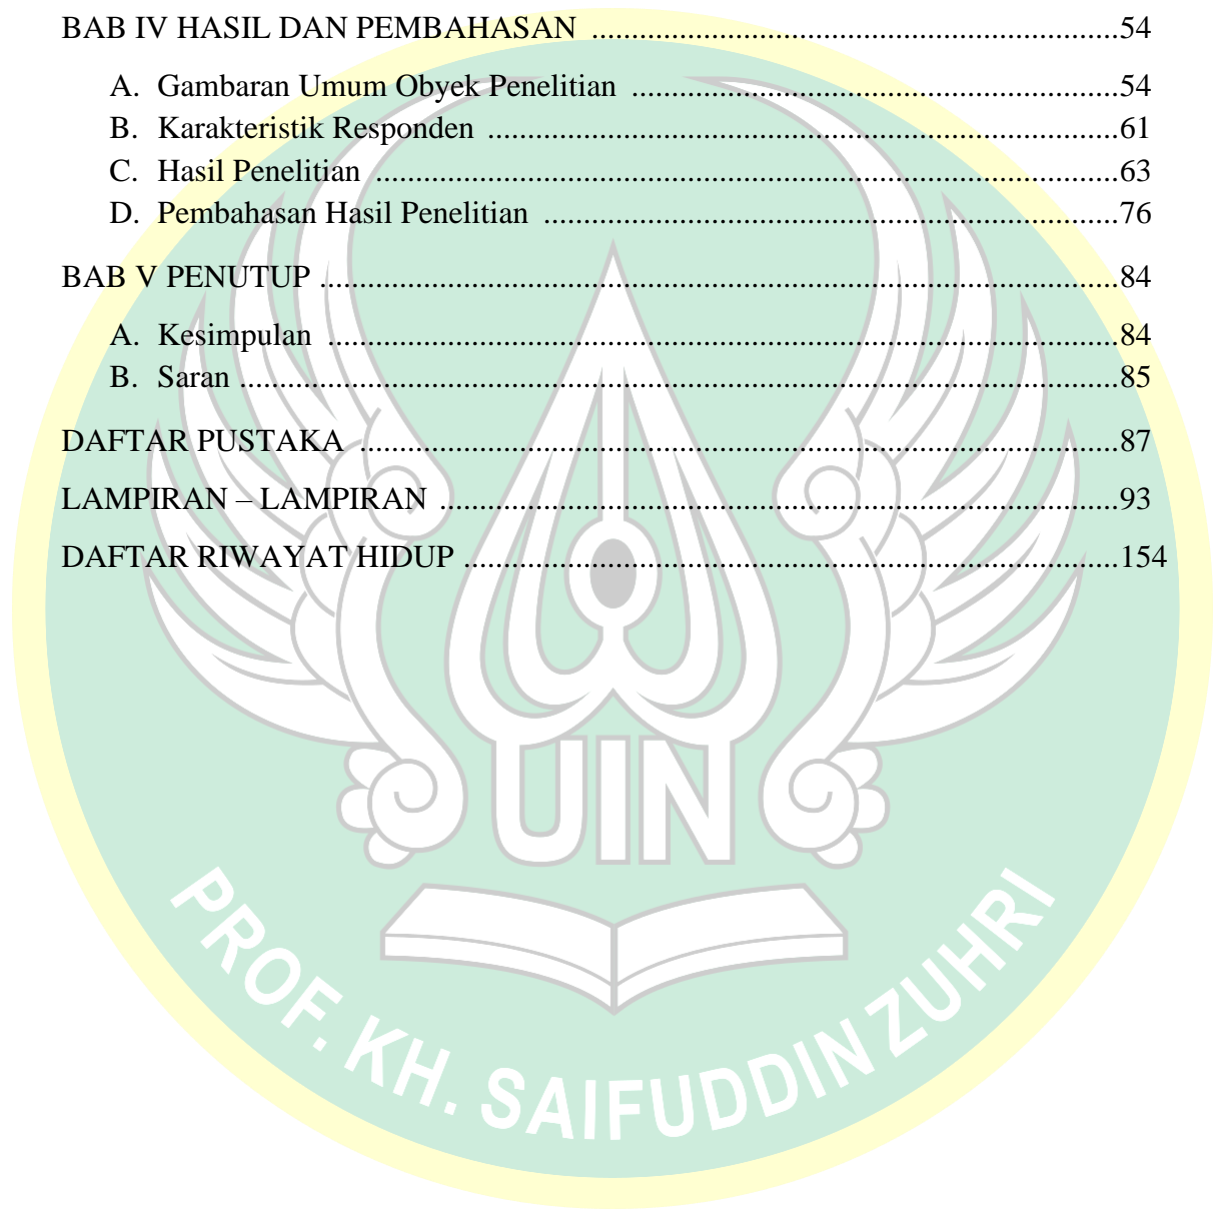 BAB IV HASIL DAN PEMBAHASAN ..................................................................54
A. Gambaran Umum Obyek Penelitian .............................................................54
B. Karakteristik Responden ...............................................................................61
C. Hasil Penelitian .............................................................................................63
D. Pembahasan Hasil Penelitian ........................................................................76
BAB V PENUTUP ....................................................................................................84
A. Kesimpulan ...................................................................................................84
B. Saran ..............................................................................................................85
DAFTAR PUSTAKA ...............................................................................................87
LAMPIRAN – LAMPIRAN .....................................................................................93
DAFTAR RIWAYAT HIDUP ..................................................................................154
UIN
PROF. KH. SAIFUDDIN ZUHRI